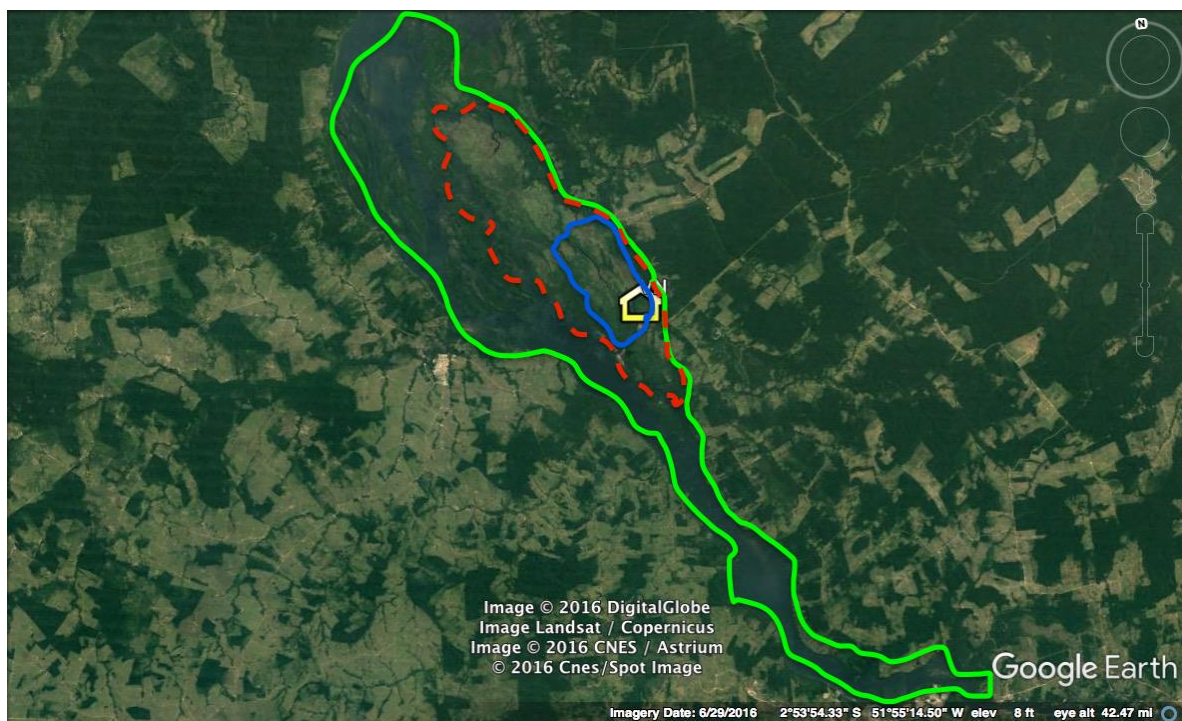 N
Image © 2016 DigitalGlobe
Image Landsat / Copernicus
Image © 2016 CNES / Astrium
© 2016 Cnes/Spot Image
Google Earth
Imagery Date: 6/29/2016 2°53'54.33" S 51°55'14.50" W elev 8 ft eye alt 42.47 mi